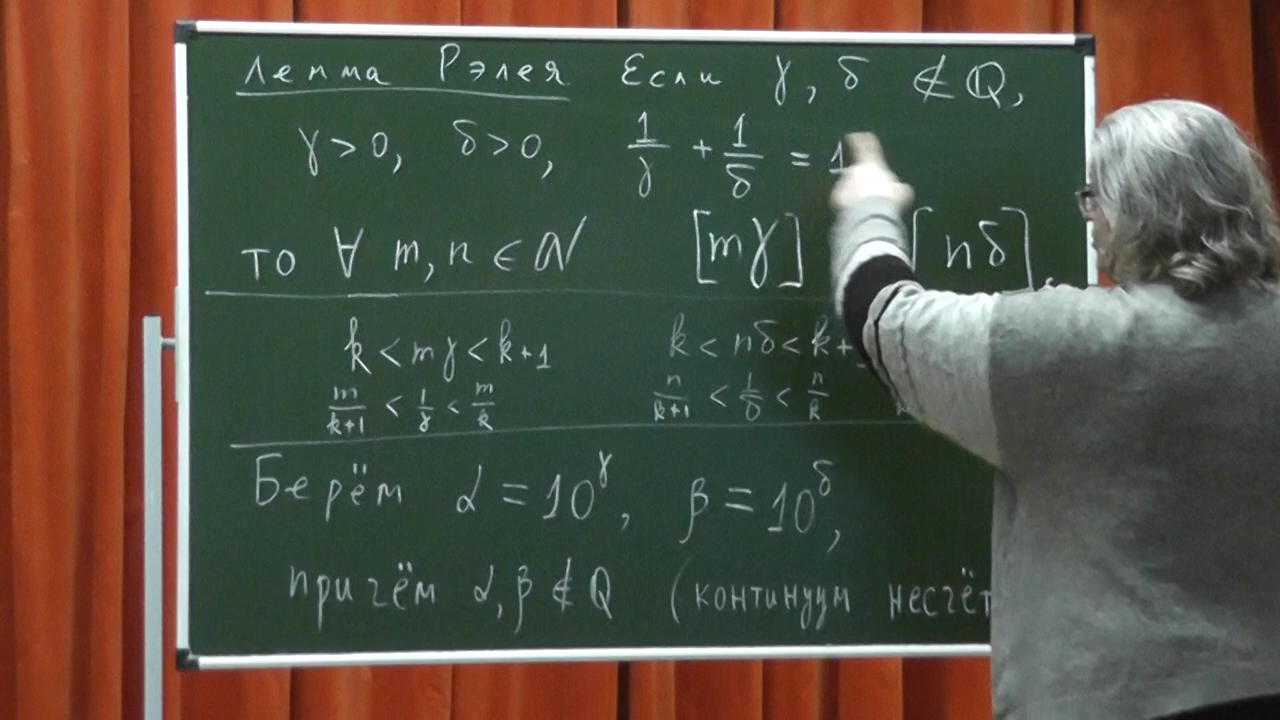 Лемма Рэлея Если γ, δ ∉ ℚ,
γ > 0, δ > 0, 1/γ + 1/δ = 1
то ∀ m, n ∈ 𝒩 [mγ] [nδ].
k < mγ < k+1 k < nδ < k+
m/(k+1) < 1/γ < m/k n/(k+1) < 1/δ < n/k
Берём α = 10^γ, β = 10^δ,
причём α, β ∉ Q (континуум несчёт